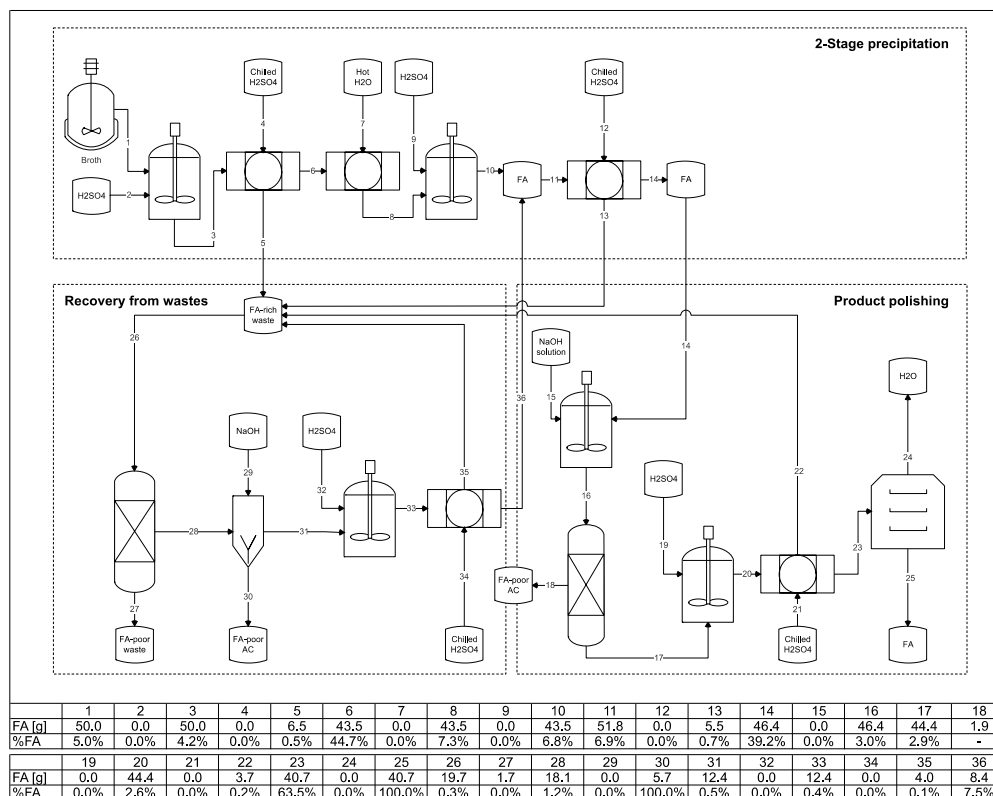 2-Stage precipitation
Chilled
H2SO4
Hot
H2O
H2SO4
Chilled
H2SO4
4
7
9
12
1
Broth
H2SO4
2
3
5
6
8
10
FA
11
13
14
FA
Recovery from wastes
Product polishing
FA-rich
waste
26
14
NaOH
solution
15
36
H2O
NaOH
H2SO4
29
32
35
22
24
16
H2SO4
28
31
33
19
23
34
18
FA-poor
AC
20
21
25
27
30
17
FA-poor
waste
FA-poor
AC
Chilled
H2SO4
Chilled
H2SO4
FA
1 2 3 4 5 6 7 8 9 10 11 12 13 14 15 16 17 18
FA [g] 50.0 0.0 50.0 0.0 6.5 43.5 0.0 43.5 0.0 43.5 51.8 0.0 5.5 46.4 0.0 46.4 44.4 1.9
%FA 5.0% 0.0% 4.2% 0.0% 0.5% 44.7% 0.0% 7.3% 0.0% 6.8% 6.9% 0.0% 0.7% 39.2% 0.0% 3.0% 2.9% -
19 20 21 22 23 24 25 26 27 28 29 30 31 32 33 34 35 36
FA [g] 0.0 44.4 0.0 3.7 40.7 0.0 40.7 19.7 1.7 18.1 0.0 5.7 12.4 0.0 12.4 0.0 4.0 8.4
%FA 0.0% 2.6% 0.0% 0.2% 63.5% 0.0% 100.0% 0.3% 0.0% 1.2% 0.0% 100.0% 0.5% 0.0% 0.4% 0.0% 0.1% 7.5%